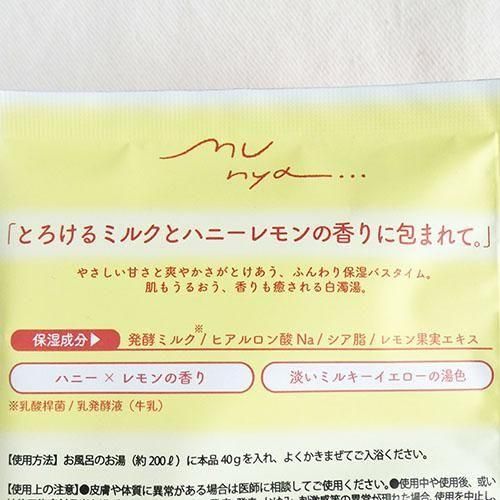 mu
nya...
「とろけるミルクとハニーレモンの香りに包まれて。」
やさしい甘さと爽やかさがとけあう、ふんわり保湿バスタイム。
肌もうるおう、香りも癒される白濁湯。
保湿成分▶ 発酵ミルク※/ヒアルロン酸Na/シア脂/レモン果実エキス
ハニー×レモンの香り 淡いミルキーイエローの湯色
※乳酸桿菌/乳発酵液(牛乳)
【使用方法】お風呂のお湯(約200ℓ)に本品40gを入れ、よくかきまぜてご入浴ください。
【使用上の注意】●皮膚や体質に異常がある場合は医師に相談してご使用ください。●使用中や使用後、或い